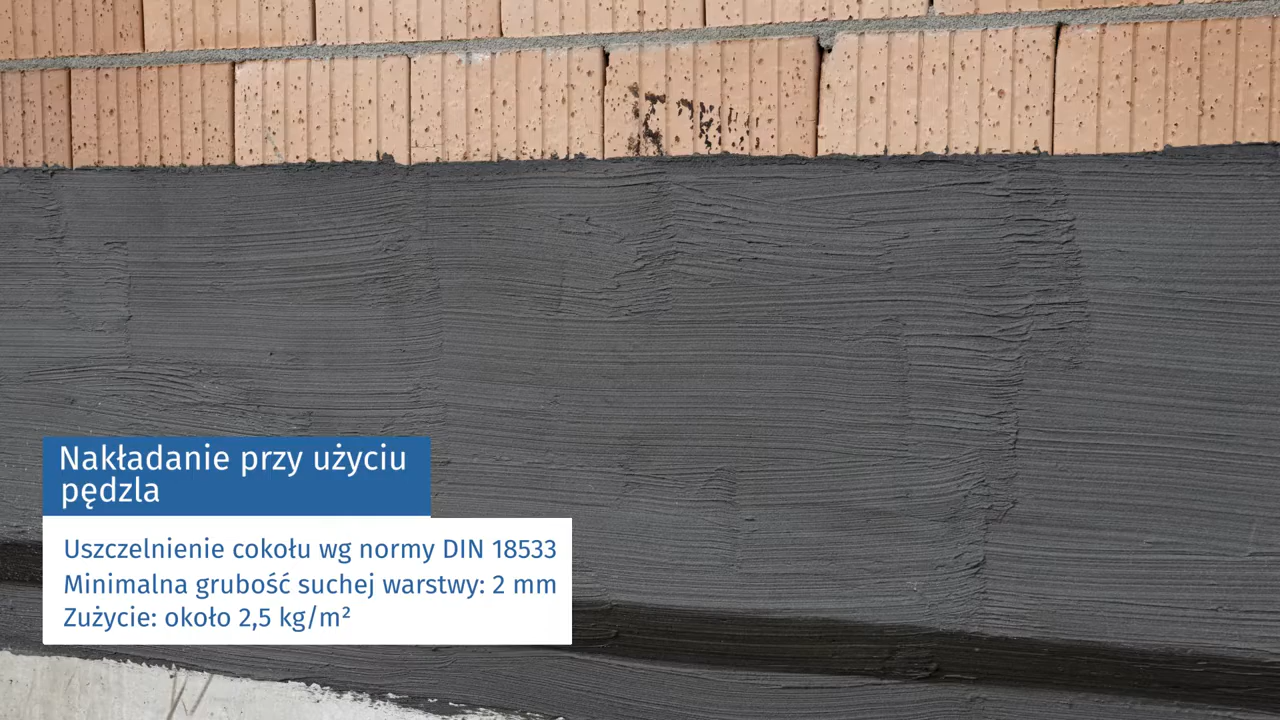 Nakładanie przy użyciu
pędzla
Uszczelnienie cokołu wg normy DIN 18533
Minimalna grubość suchej warstwy: 2 mm
Zużycie: około 2,5 kg/m²